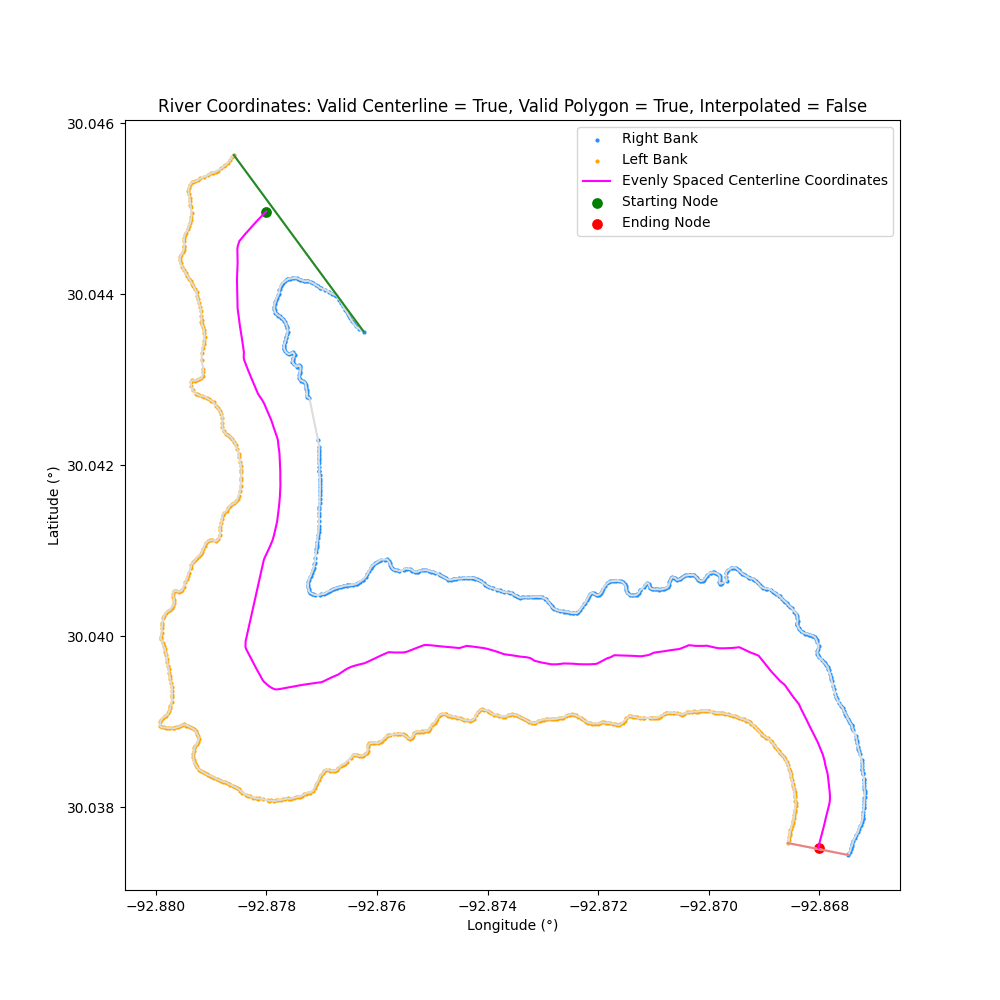 River Coordinates: Valid Centerline = True, Valid Polygon = True, Interpolated = False
Right Bank
Left Bank
Evenly Spaced Centerline Coordinates
Starting Node
Ending Node
30.046
30.044
30.042
30.040
30.038
Latitude (°)
−92.880 −92.878 −92.876 −92.874 −92.872 −92.870 −92.868
Longitude (°)